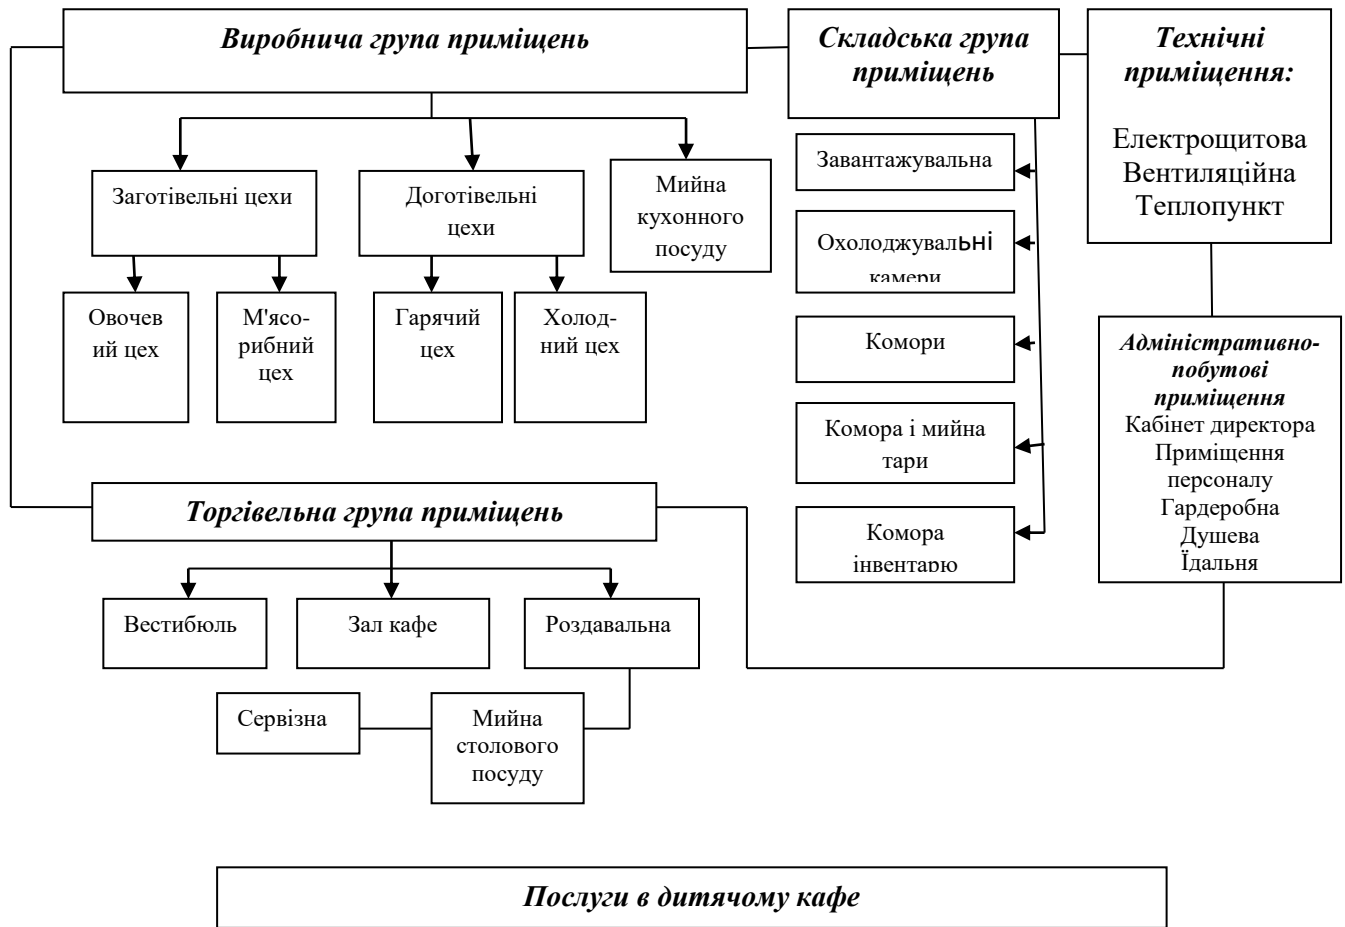 Виробнича група приміщень
Складська група
приміщень
Технічні
приміщення:
Електрощитова
Вентиляційна
Теплопункт
Заготівельні цехи
Доготівельні
цехи
Мийна
кухонного
посуду
Овочев
ий цех
М'ясо-
рибний
цех
Гарячий
цех
Холод-
ний цех
Завантажувальна
Охолоджувальні
камери
Комори
Комора і мийна
тари
Комора
інвентарю
Адміністративно-
побутові
приміщення
Кабінет директора
Приміщення
персоналу
Гардеробна
Душева
Їдальня
Торгівельна група приміщень
Вестибюль
Зал кафе
Роздавальна
Сервізна
Мийна
столового
посуду
Послуги в дитячому кафе